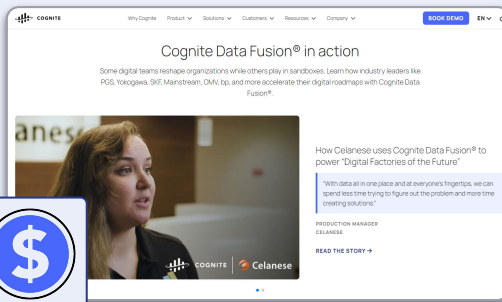 COGNITE
Why Cognite Product Solutions Customers Resources Company BOOK DEMO EN
Cognite Data Fusion® in action
Some digital teams reshape organizations while others play in sandboxes. Learn how industry leaders like
PGS, Yokogawa, SKF, Mainstream, OMV, bp, and more accelerate their digital roadmaps with Cognite Data
Fusion®.
anes
COGNITE Celanese
How Celanese uses Cognite Data Fusion® to
power "Digital Factories of the Future"
"With data all in one place and at everyone's fingertips, we can
spend less time trying to figure out the problem and more time
creating solutions."
PRODUCTION MANAGER
CELANESE
READ THE STORY →
$